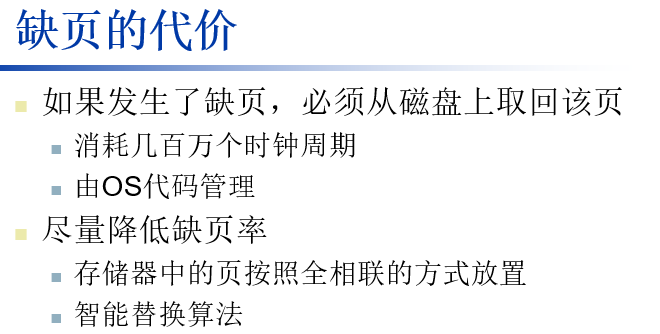 缺页的代价
如果发生了缺页，必须从磁盘上取回该页
消耗几百万个时钟周期
由OS代码管理
尽量降低缺页率
存储器中的页按照全相联的方式放置
智能替换算法